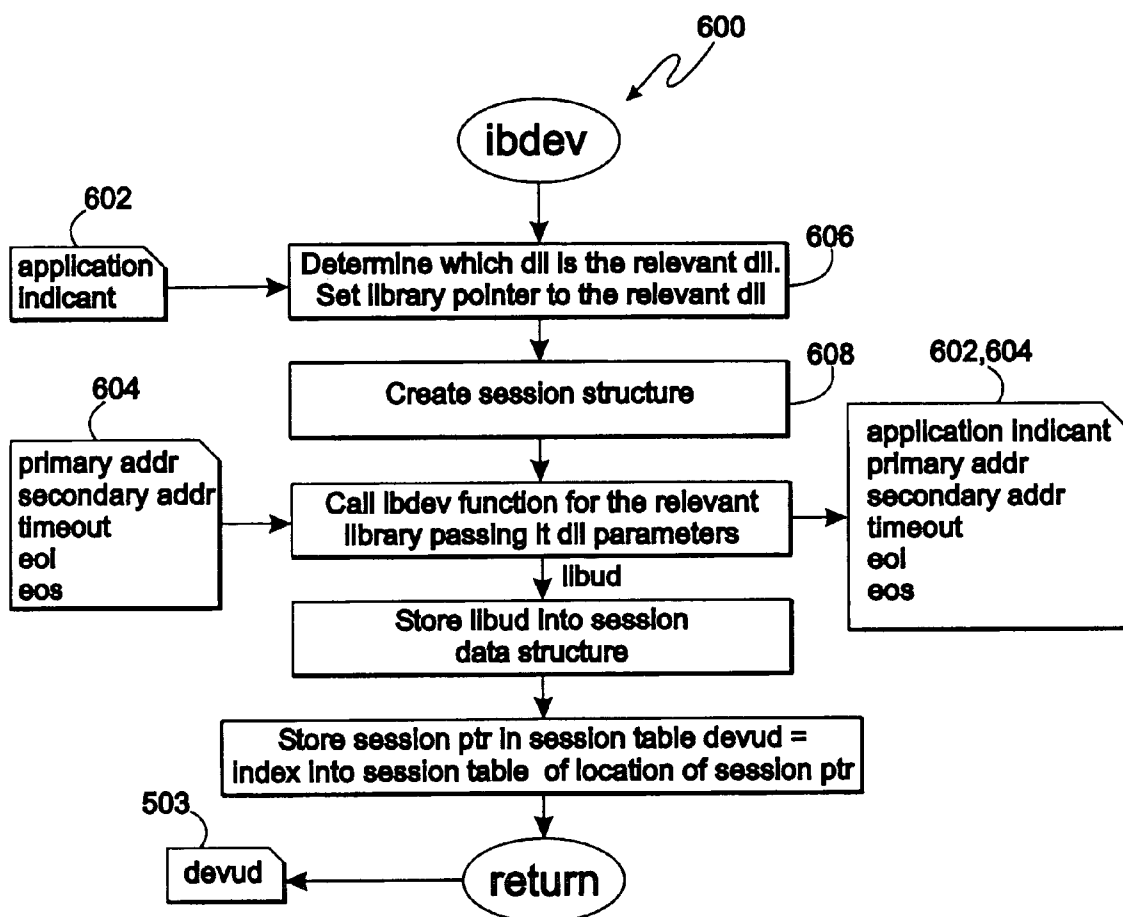 600
ibdev
602
application
indicant
606
Determine which dll is the relevant dll.
Set library pointer to the relevant dll
608
Create session structure
602,604
604
primary addr
secondary addr
timeout
eoi
eos
Call ibdev function for the relevant
library passing it dll parameters
application indicant
primary addr
secondary addr
timeout
eoi
eos
libud
Store libud into session
data structure
Store session ptr in session table devud =
index into session table of location of session ptr
503
devud
return